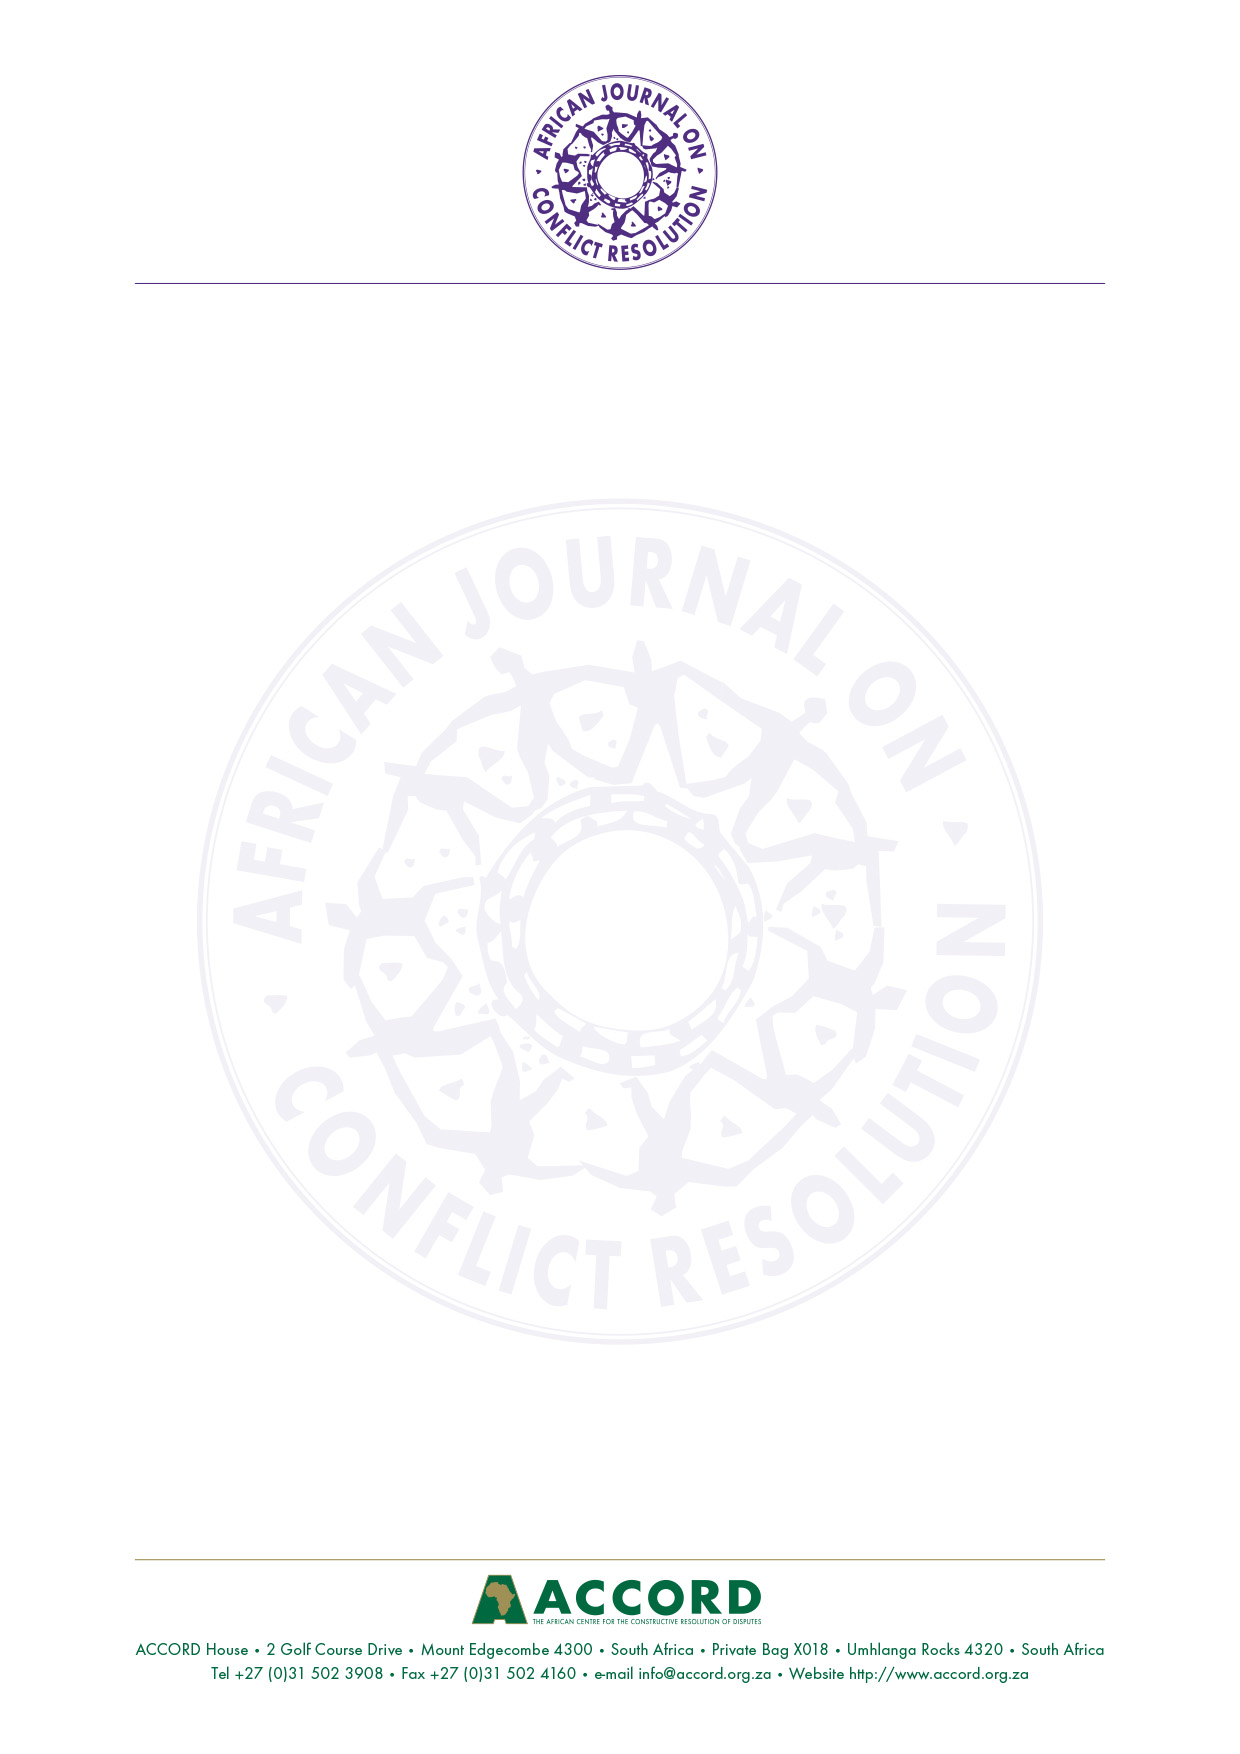 AFRICAN JOURNAL ON
CONFLICT RESOLUTION
AFRICAN JOURNAL ON
CONFLICT RESOLUTION
ACCORD
THE AFRICAN CENTRE FOR THE CONSTRUCTIVE RESOLUTION OF DISPUTES
ACCORD House • 2 Golf Course Drive • Mount Edgecombe 4300 • South Africa • Private Bag X018 • Umhlanga Rocks 4320 • South Africa
Tel +27 (0)31 502 3908 • Fax +27 (0)31 502 4160 • e-mail info@accord.org.za • Website http://www.accord.org.za